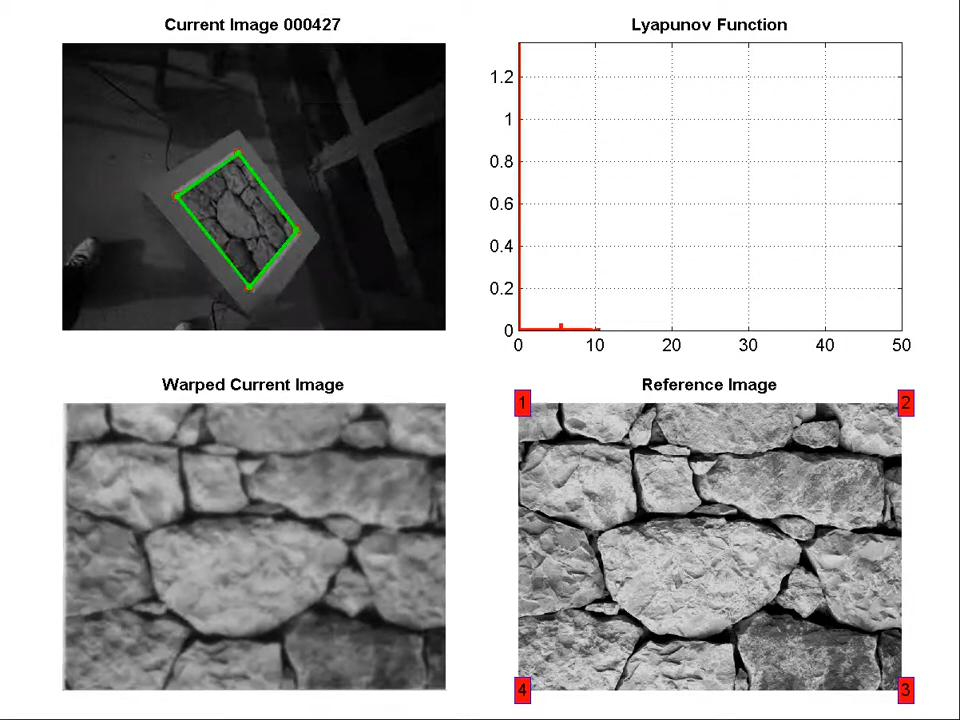 Current Image 000427
Lyapunov Function
1.2
1
0.8
0.6
0.4
0.2
0
0 10 20 30 40 50
Warped Current Image
Reference Image
1 2
4 3